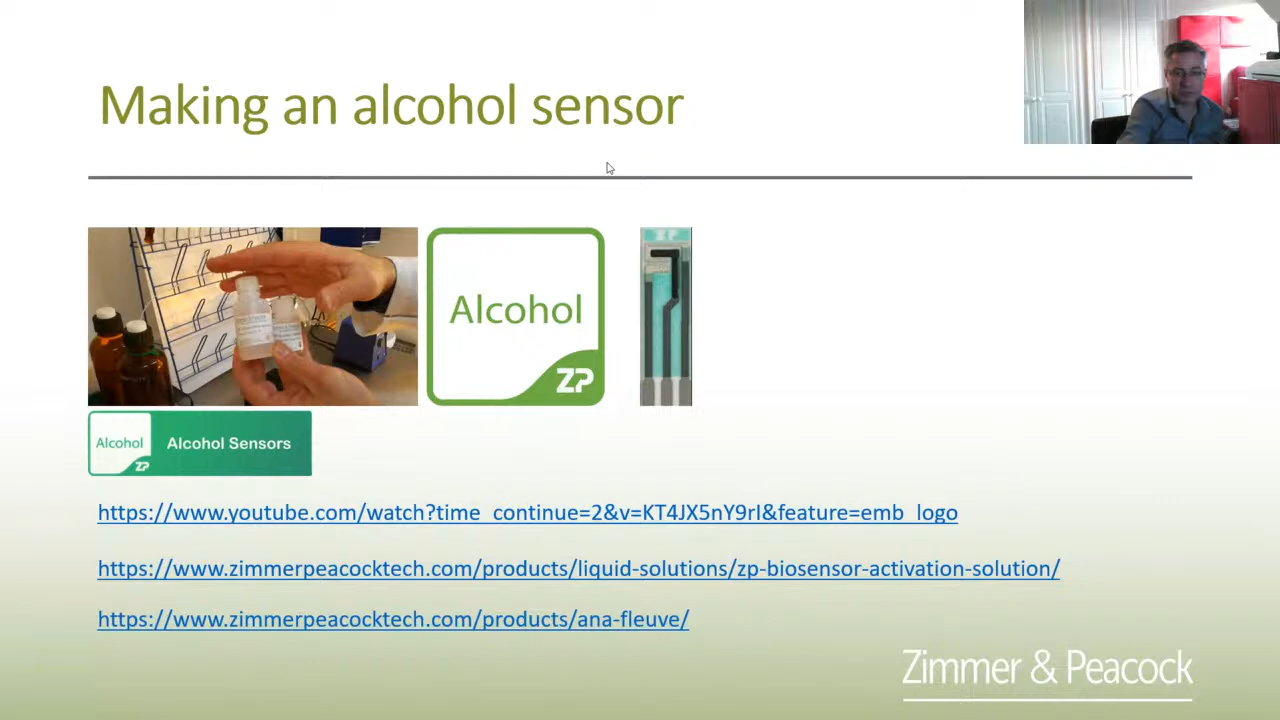 Making an alcohol sensor
Alcohol
ZP
ZP
Alcohol
ZP
Alcohol Sensors
https://www.youtube.com/watch?time_continue=2&v=KT4JX5nY9rI&feature=emb_logo
https://www.zimmerpeacocktech.com/products/liquid-solutions/zp-biosensor-activation-solution/
https://www.zimmerpeacocktech.com/products/ana-fleuve/
Zimmer & Peacock